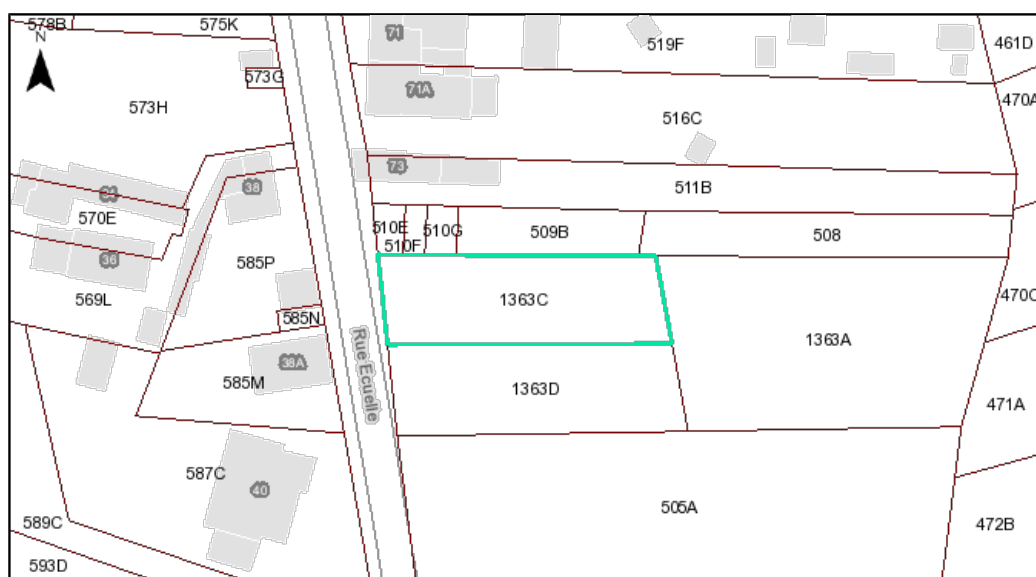 578B
575K
71
519F
461D
N
573G
71A
470A
573H
516C
73
34
38
511B
570E
510E
510F
510G
509B
508
36
585P
569L
1363C
470C
585N
1363A
Rue Ecuelle
38A
585M
1363D
471A
587C
40
505A
589C
472B
593D